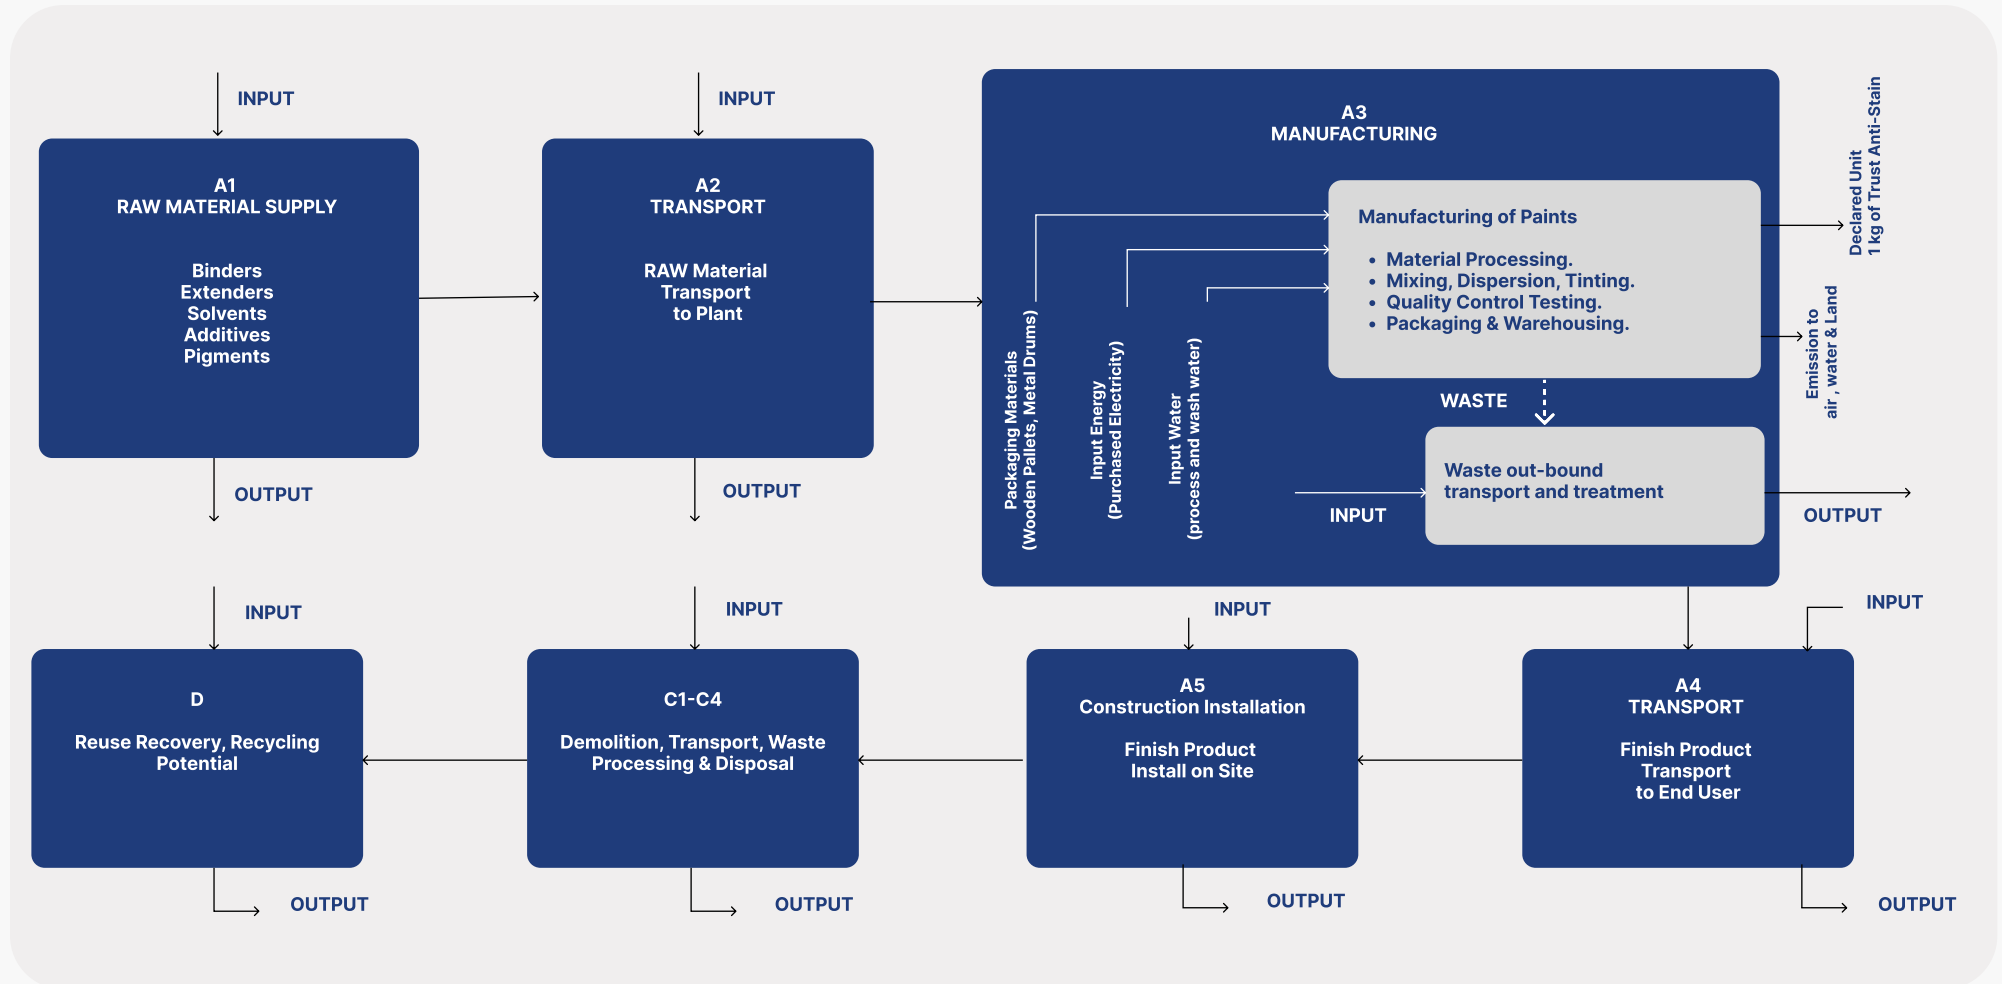 INPUT
INPUT
A1
RAW MATERIAL SUPPLY
Binders
Extenders
Solvents
Additives
Pigments
OUTPUT
A2
TRANSPORT
RAW Material
Transport
to Plant
OUTPUT
A3
MANUFACTURING
Manufacturing of Paints
• Material Processing.
• Mixing, Dispersion, Tinting.
• Quality Control Testing.
• Packaging & Warehousing.
Packaging Materials
(Wooden Pallets, Metal Drums)
Input Energy
(Purchased Electricity)
Input Water
(process and wash water)
WASTE
Waste out-bound
transport and treatment
INPUT
OUTPUT
Declared Unit
1 kg of Trust Anti-Stain
Emission to
air , water & Land
INPUT
INPUT
INPUT
INPUT
D
Reuse Recovery, Recycling
Potential
OUTPUT
C1-C4
Demolition, Transport, Waste
Processing & Disposal
OUTPUT
A5
Construction Installation
Finish Product
Install on Site
OUTPUT
A4
TRANSPORT
Finish Product
Transport
to End User
OUTPUT